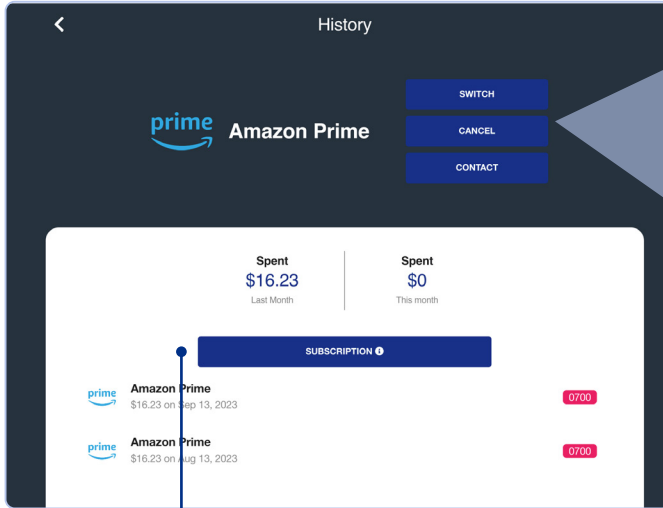 History
prime
Amazon Prime
SWITCH
CANCEL
CONTACT
Spent
$16.23
Last Month
Spent
$0
This month
SUBSCRIPTION
prime
Amazon Prime
$16.23 on Sep 13, 2023
0700
prime
Amazon Prime
$16.23 on Aug 13, 2023
0700